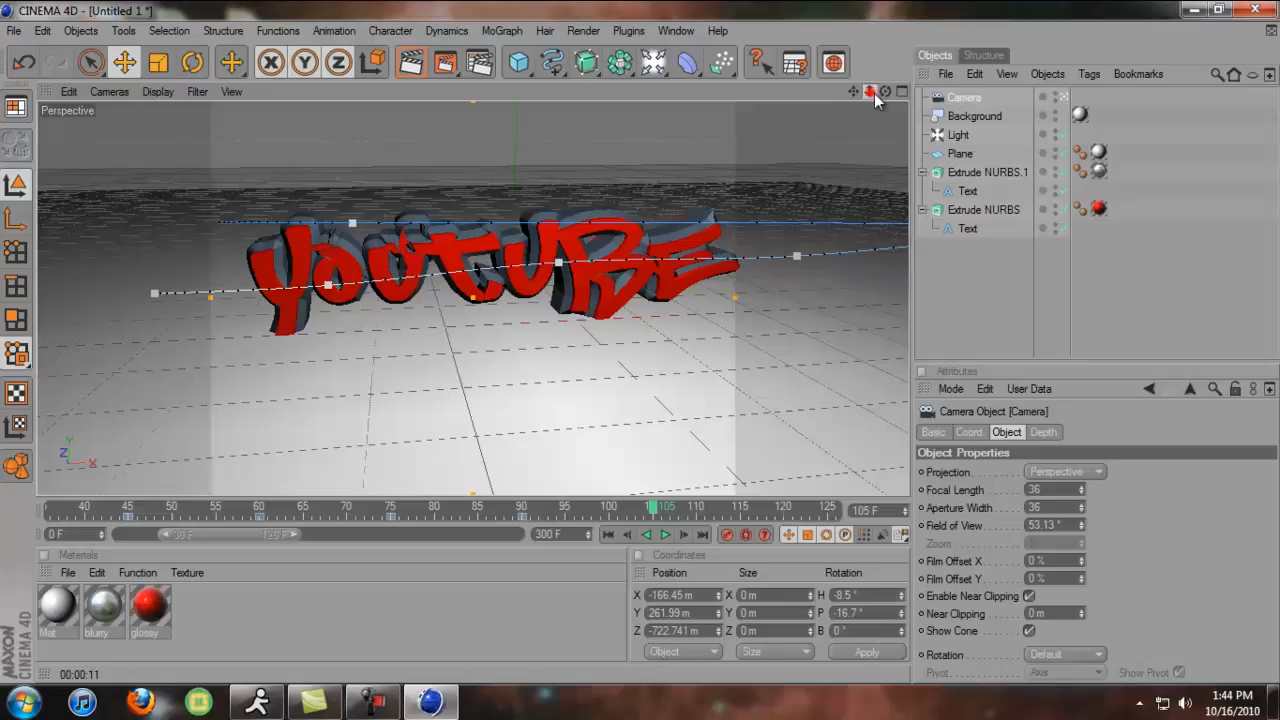 CINEMA 4D - [Untitled 1 *]
File Edit Objects Tools Selection Structure Functions Animation Character Dynamics MoGraph Hair Render Plugins Window Help
Edit Cameras Display Filter View
Perspective
YouTUBE
Y
Z X
Objects Structure
File Edit View Objects Tags Bookmarks
Camera
Background
Light
Plane
Extrude NURBS.1
Text
Extrude NURBS
Text
Attributes
Mode Edit User Data
Camera Object [Camera]
Basic Coord Object Depth
Object Properties
Projection Perspective
Focal Length 36
Aperture Width 36
Field of View 53.13 °
Zoom
Film Offset X 0 %
Film Offset Y 0 %
Enable Near Clipping
Near Clipping 0 m
Show Cone
Rotation Default
Pivot Axis Show Pivot
40 45 50 55 60 65 70 75 80 85 90 95 100 105 110 115 120 125 105 F
0 F 300 F
Materials
File Edit Function Texture
Mat blurry glossy
Coordinates
Position Size Rotation
X -166.45 m X 0 m H -8.5 °
Y 261.99 m Y 0 m P -16.7 °
Z -722.741 m Z 0 m B 0 °
Object Size Apply
MAXON
CINEMA 4D
00:00:11
1:44 PM
10/16/2010